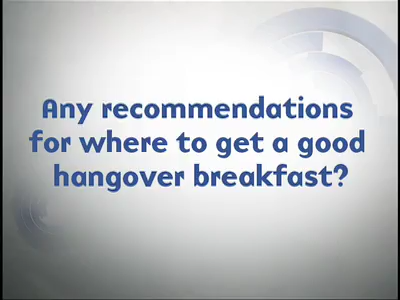 Any recommendations
for where to get a good
hangover breakfast?